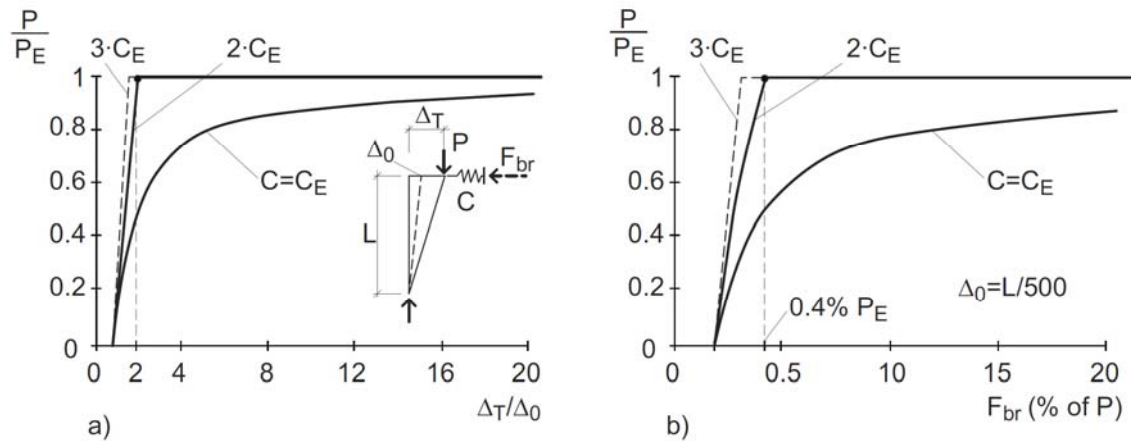 P
P_E
3·C_E
2·C_E
1
0.8
0.6
0.4
0.2
0
C=C_E
Δ_T
P
Δ_0
F_br
C
L
0 2 4 8 12 16 20
Δ_T/Δ_0
a)
P
P_E
3·C_E
2·C_E
1
0.8
0.6
0.4
0.2
0
C=C_E
Δ_0=L/500
0.4% P_E
0 0.5 10 15 20
F_br (% of P)
b)